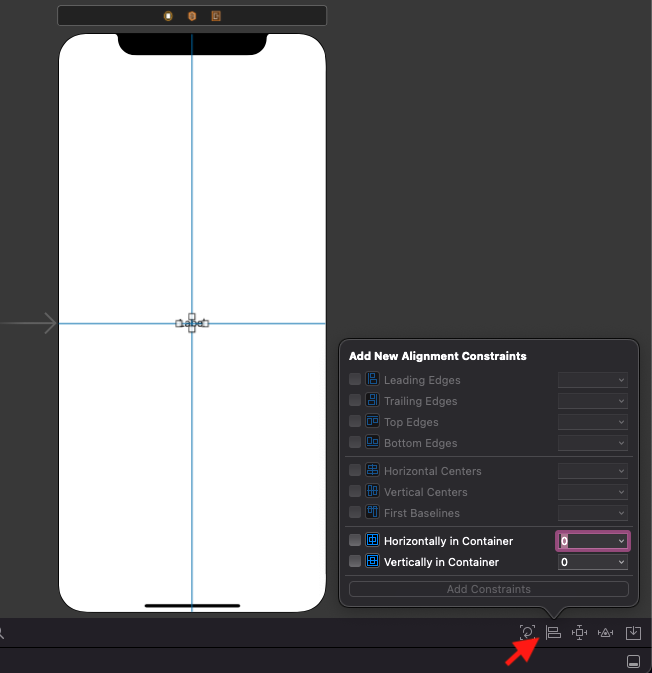 Label
Add New Alignment Constraints
Leading Edges
Trailing Edges
Top Edges
Bottom Edges
Horizontal Centers
Vertical Centers
First Baselines
Horizontally in Container 0
Vertically in Container 0
Add Constraints